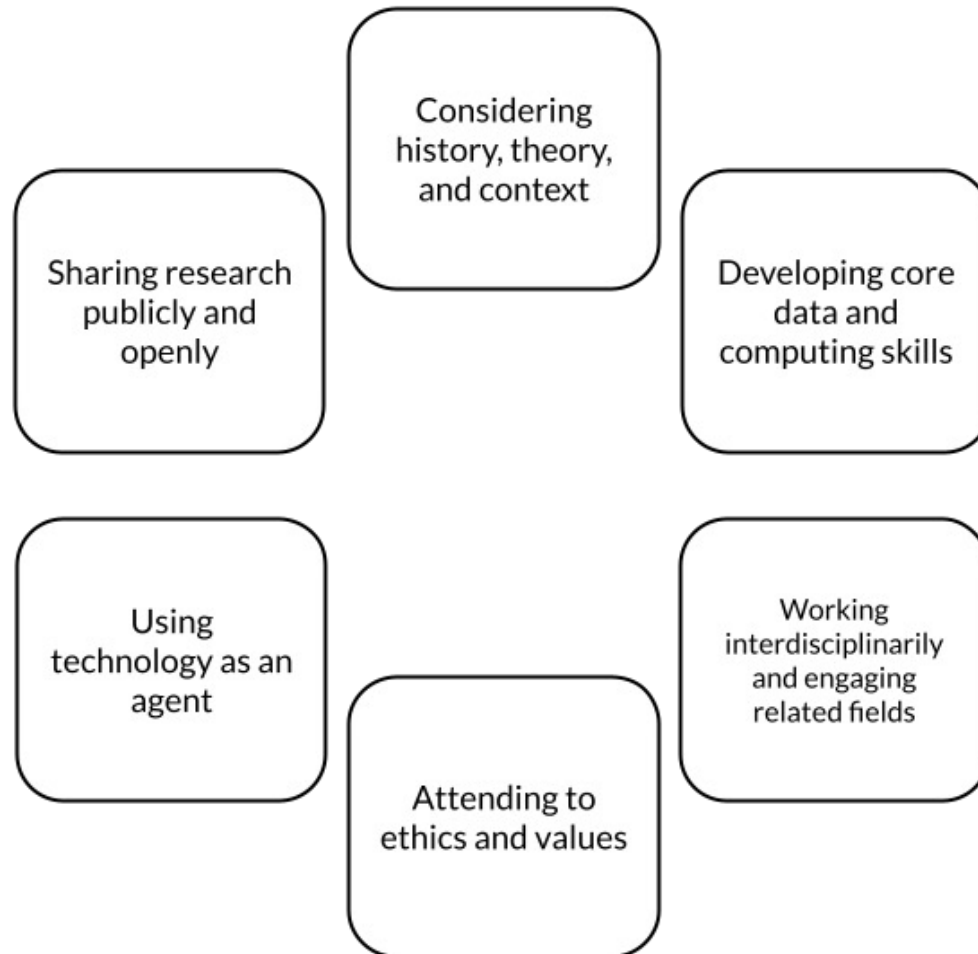 Considering
history, theory,
and context
Developing core
data and
computing skills
Working
interdisciplinarily
and engaging
related fields
Attending to
ethics and values
Using
technology as an
agent
Sharing research
publicly and
openly